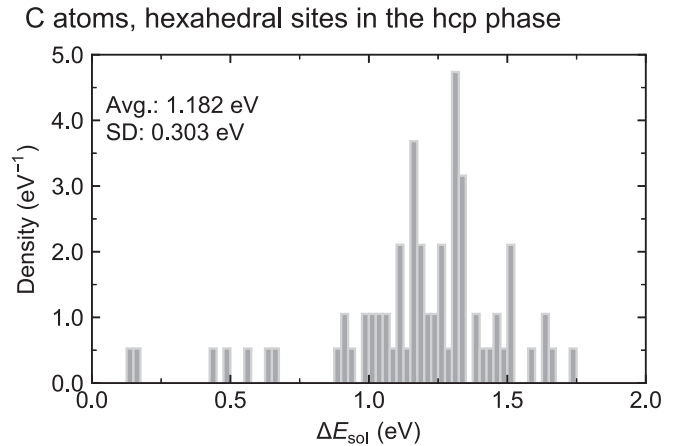 C atoms, hexahedral sites in the hcp phase
5.0
Avg.: 1.182 eV
SD: 0.303 eV
4.0
3.0
2.0
1.0
0.0
Density (eV⁻¹)
0.0 0.5 1.0 1.5 2.0
ΔE_sol (eV)